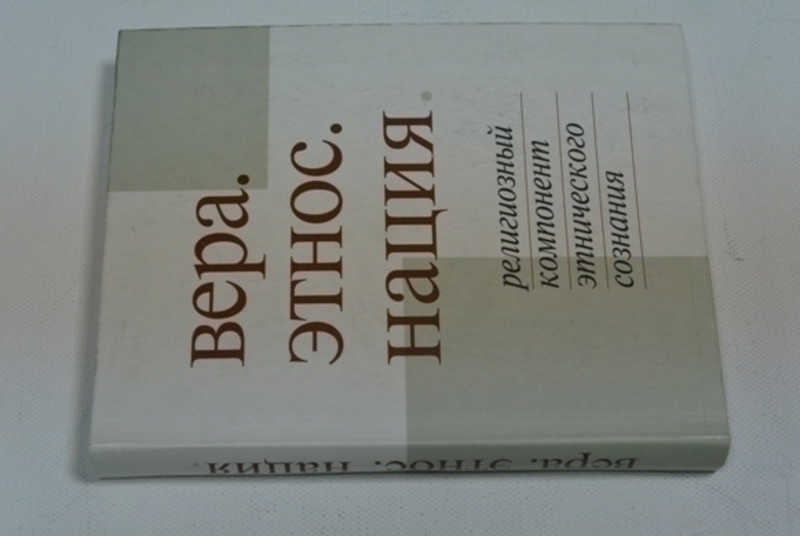 вера.
этнос.
нация.
религиозный
компонент
этнического
сознания
вера. этнос. нация.